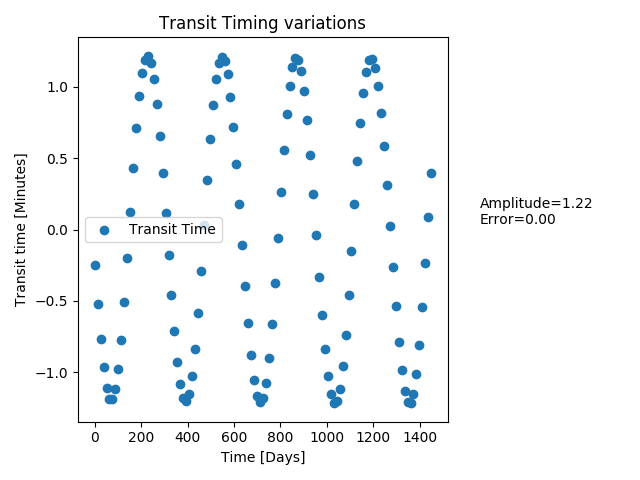 Transit Timing variations
Transit time [Minutes]
1.0
0.5
0.0
−0.5
−1.0
Transit Time
Amplitude=1.22
Error=0.00
0 200 400 600 800 1000 1200 1400
Time [Days]